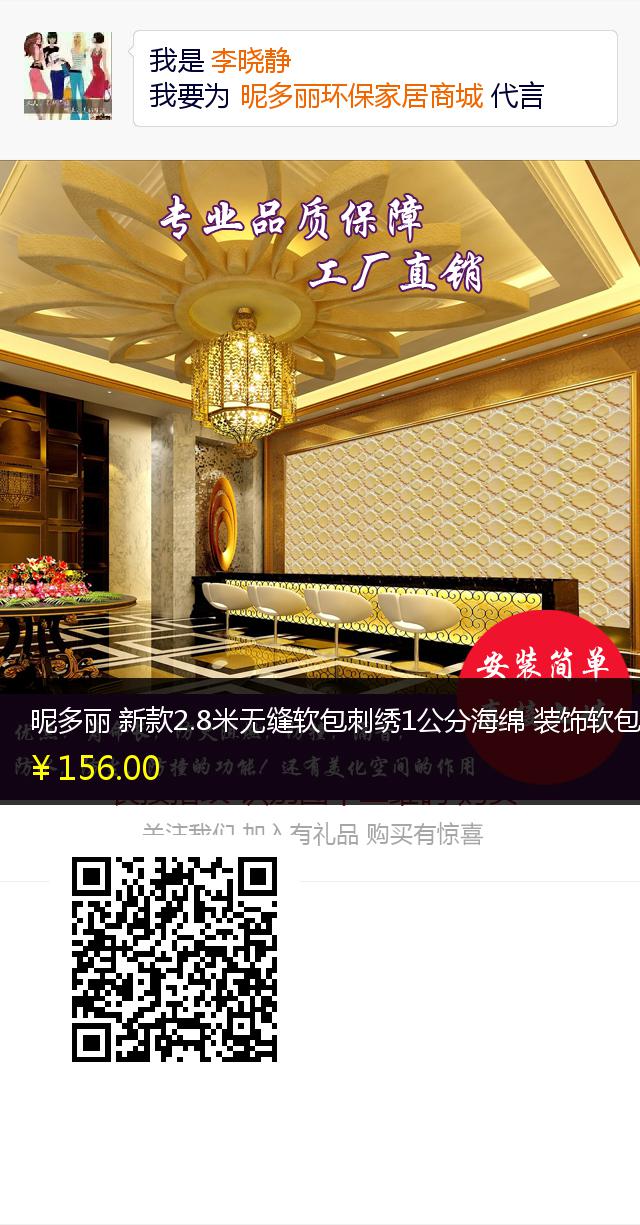 我是 李晓静
我要为 昵多丽环保家居商城 代言
专业品质保障
工厂直销
安装简单
昵多丽 新款2.8米无缝软包刺绣1公分海绵 装饰软包
¥156.00
防撞的功能！还有美化空间的作用
关注我们 加入有礼品 购买有惊喜